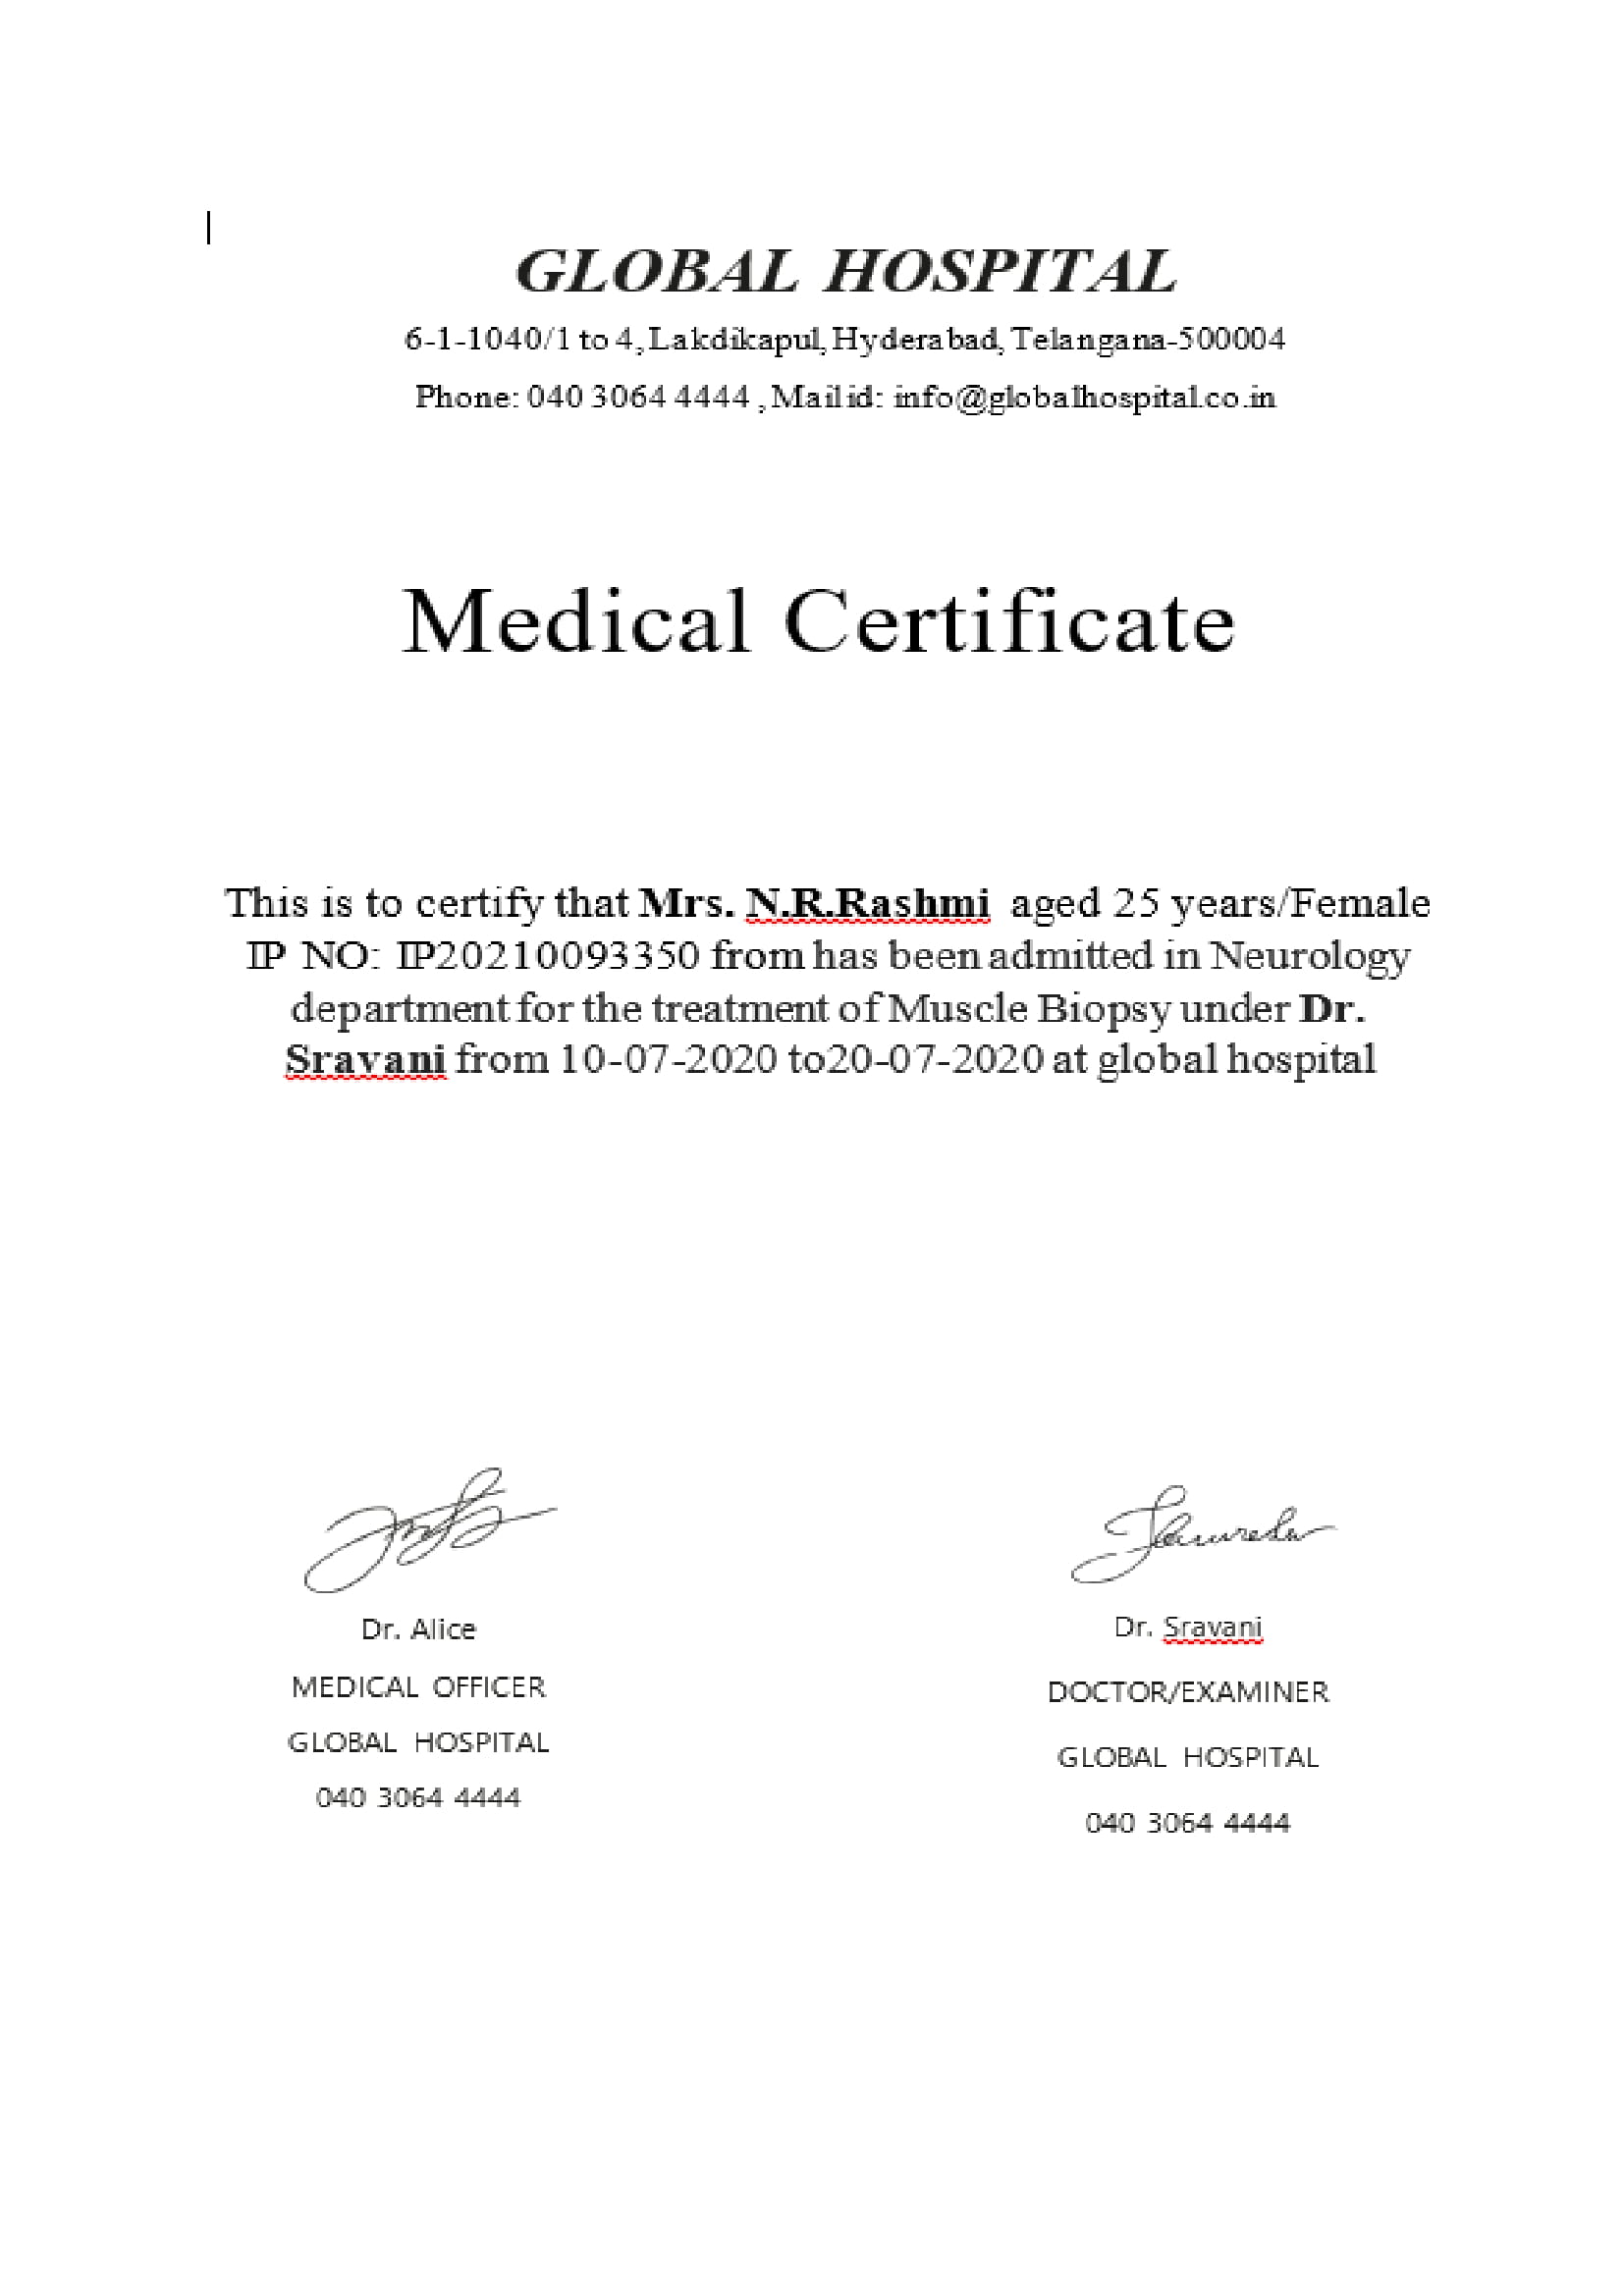 GLOBAL HOSPITAL
6-1-1040/1 to 4, Lakdikapul, Hyderabad, Telangana-500004
Phone: 040 3064 4444 , Mail id: info@globalhospital.co.in
Medical Certificate
This is to certify that Mrs. N.R.Rashmi aged 25 years/Female
IP NO: IP20210093350 from has been admitted in Neurology
department for the treatment of Muscle Biopsy under Dr.
Sravani from 10-07-2020 to20-07-2020 at global hospital
Dr. Alice
MEDICAL OFFICER
GLOBAL HOSPITAL
040 3064 4444
Dr. Sravani
DOCTOR/EXAMINER
GLOBAL HOSPITAL
040 3064 4444